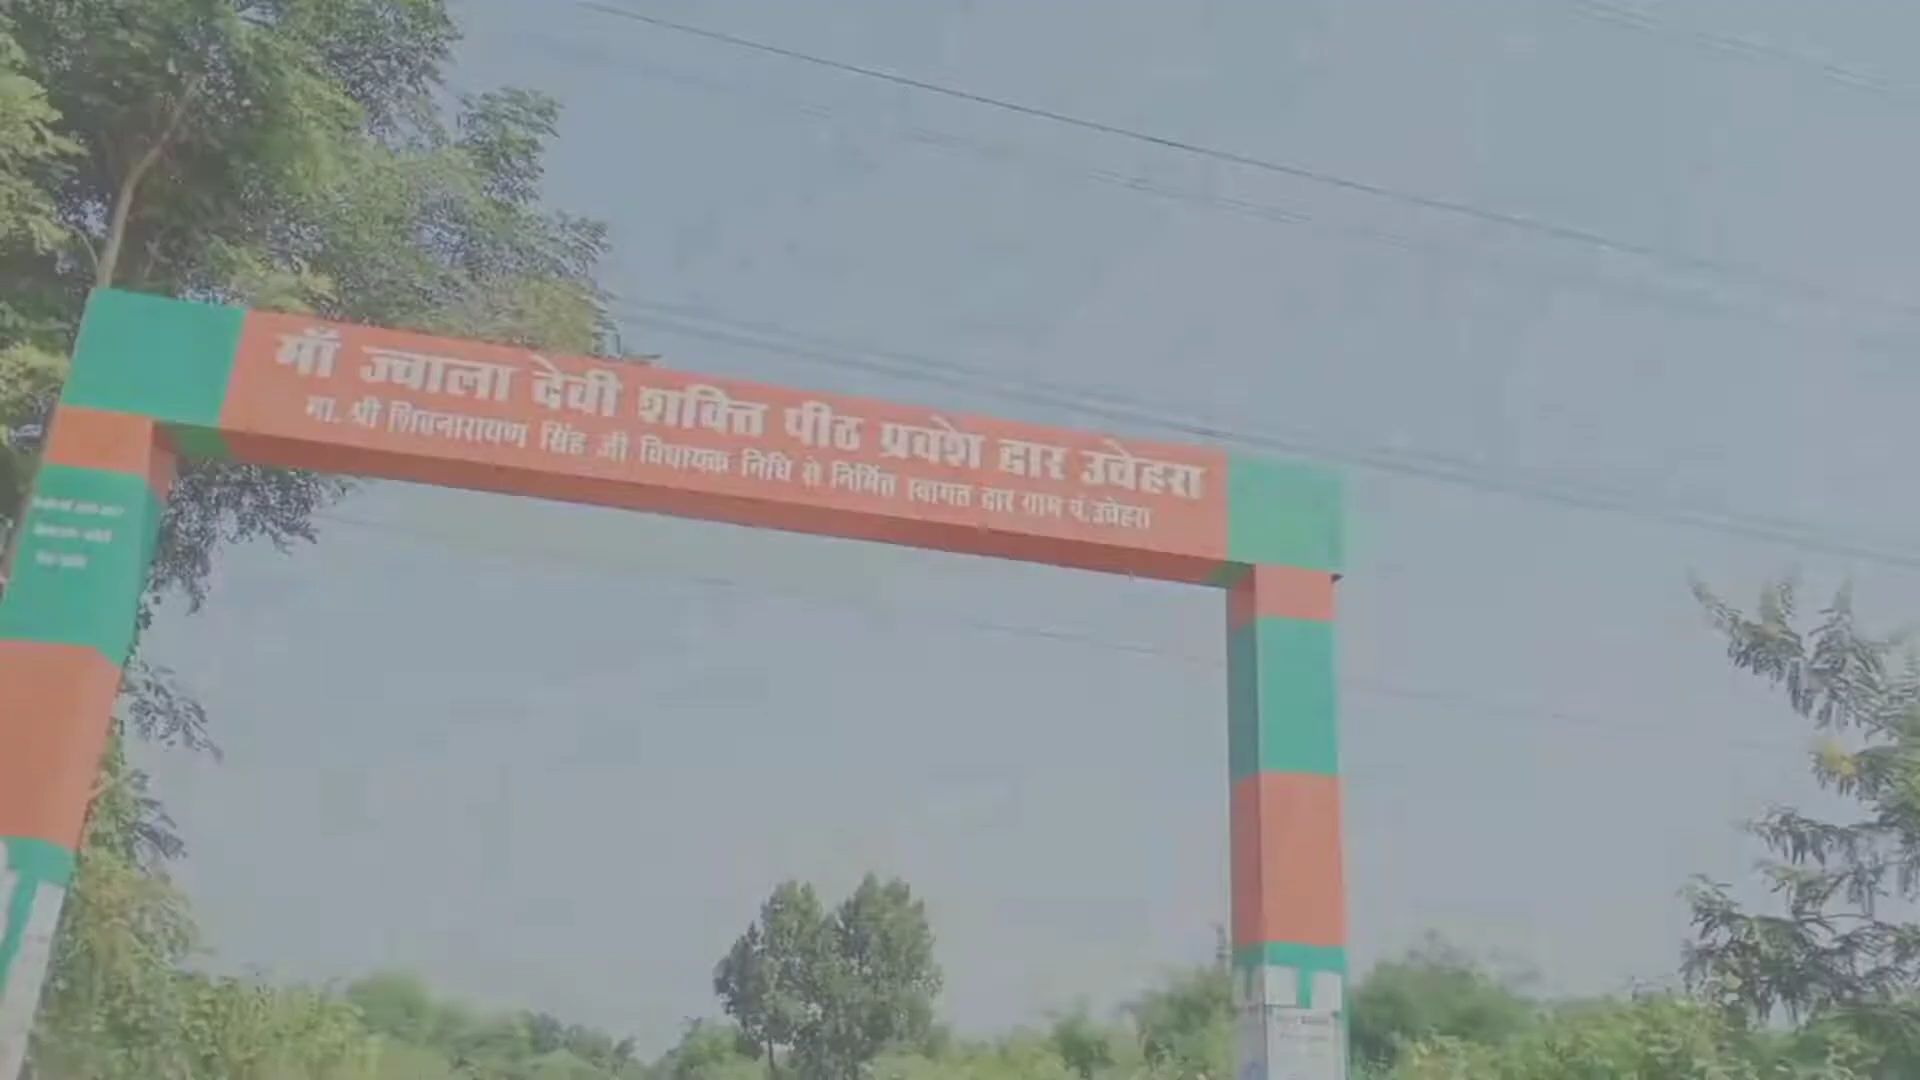 माँ ज्वाला देवी शक्ति पीठ प्रवेश द्वार उचेहरा
मा. श्री शिवनारायण सिंह जी विधायक निधि से निर्मित स्वागत द्वार ग्राम पं.उचेहरा